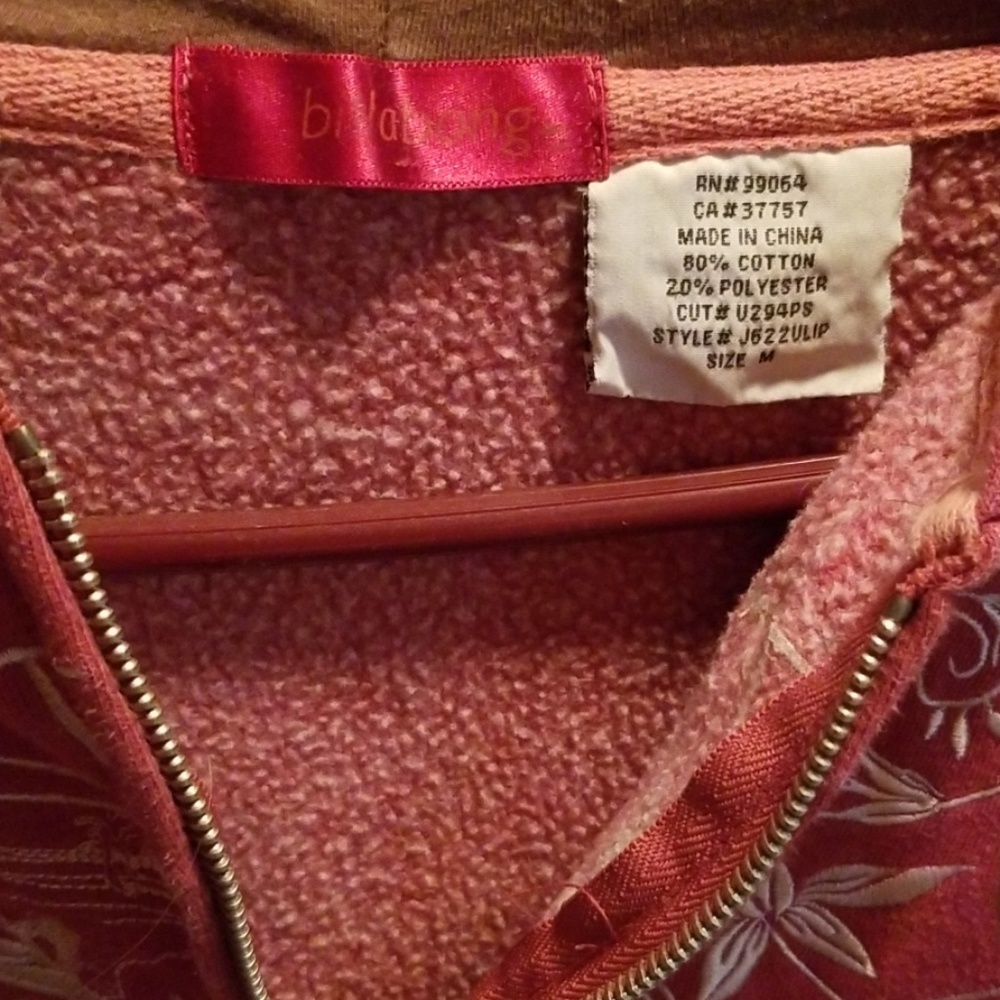 billabong
RN# 99064
CA# 37757
MADE IN CHINA
80% COTTON
20% POLYESTER
CUT# U294PS
STYLE# J622ULIP
SIZE M